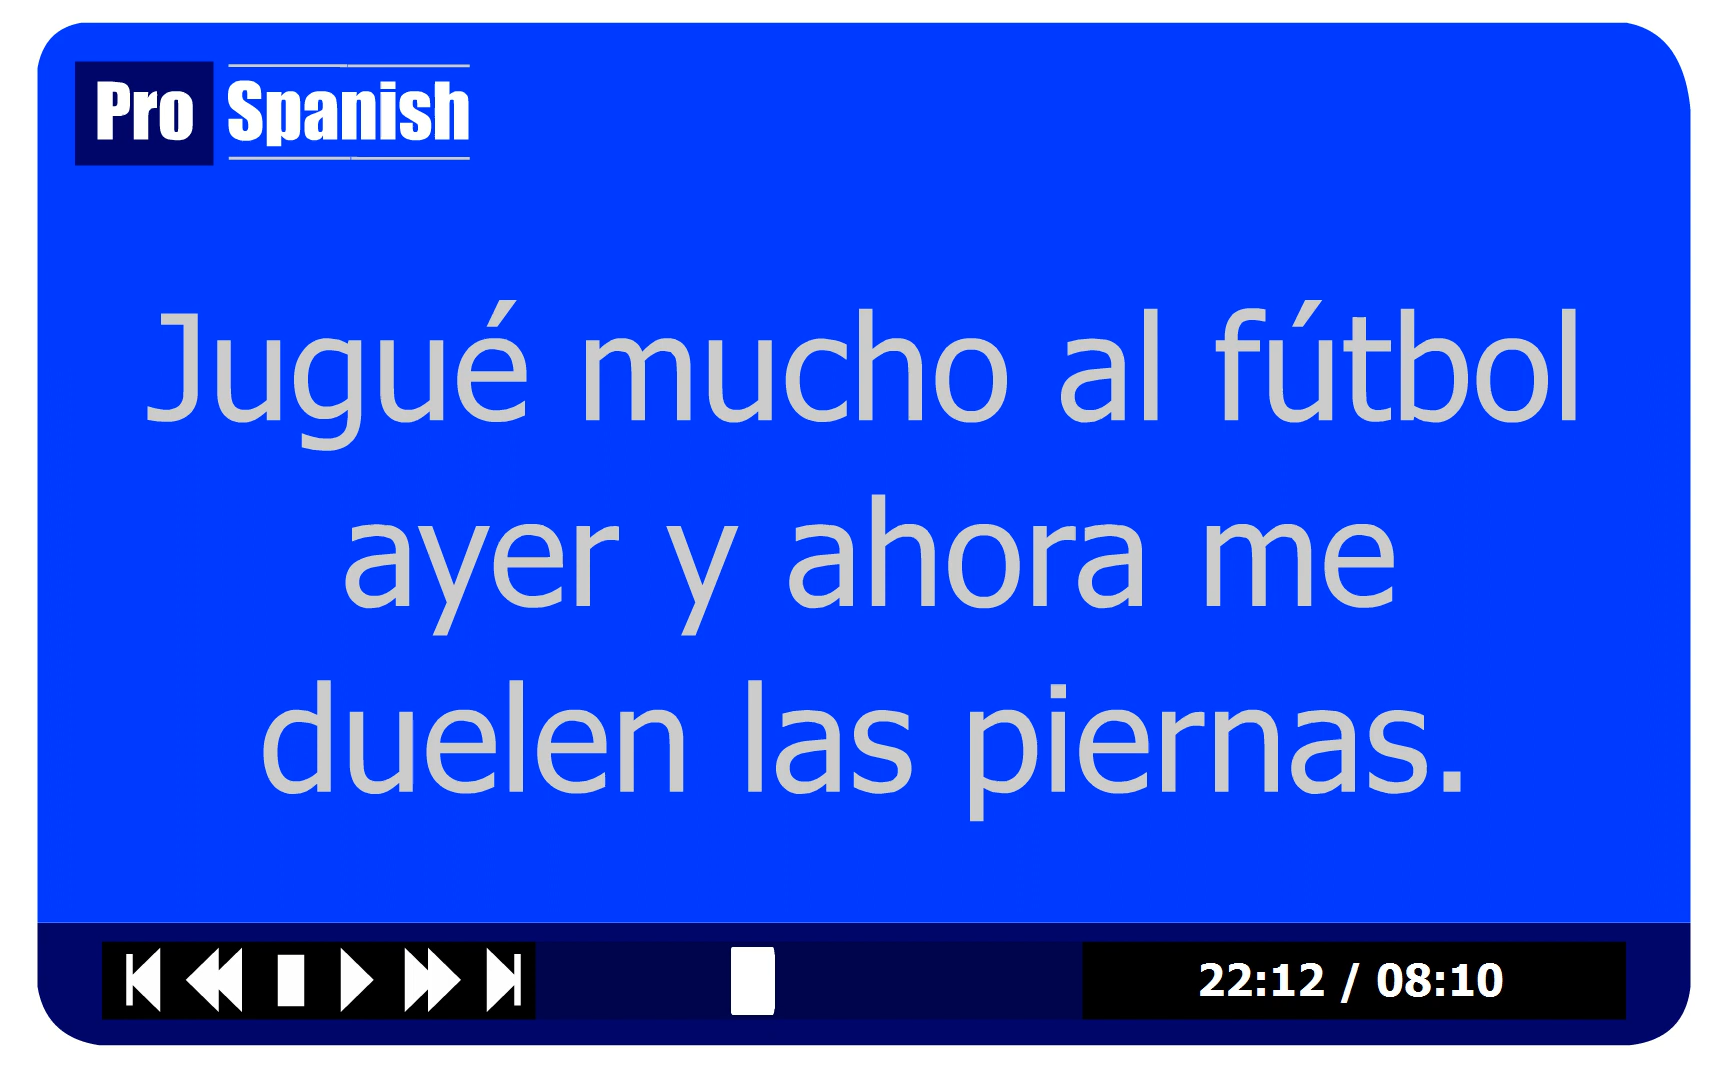 Pro Spanish
Jugué mucho al fútbol
ayer y ahora me
duelen las piernas.
22:12 / 08:10